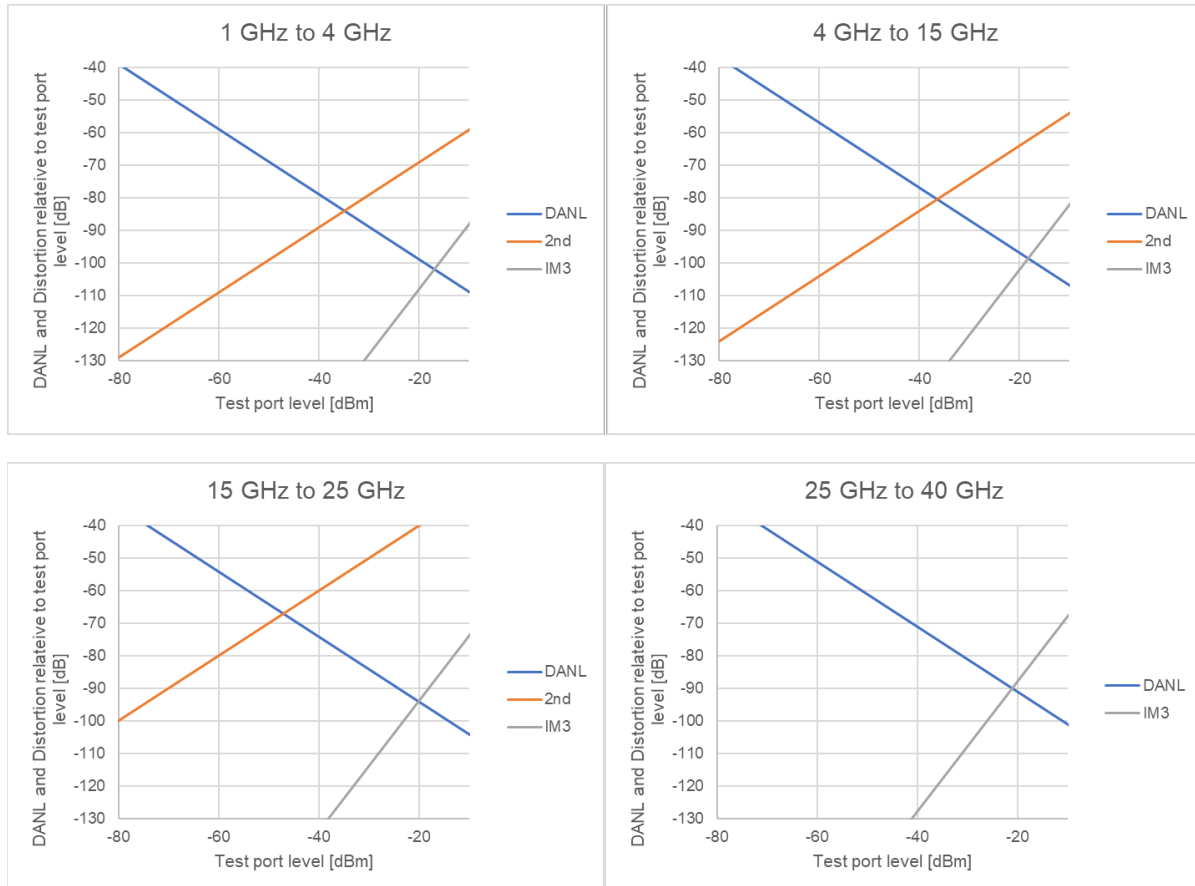 1 GHz to 4 GHz
DANL and Distortion relateive to test port
level [dB]
-40
-50
-60
-70
-80
-90
-100
-110
-120
-130
-80
-60
-40
-20
Test port level [dBm]
DANL
2nd
IM3
4 GHz to 15 GHz
DANL and Distortion relateive to test port
level [dB]
-40
-50
-60
-70
-80
-90
-100
-110
-120
-130
-80
-60
-40
-20
Test port level [dBm]
DANL
2nd
IM3
15 GHz to 25 GHz
DANL and Distortion relateive to test port
level [dB]
-40
-50
-60
-70
-80
-90
-100
-110
-120
-130
-80
-60
-40
-20
Test port level [dBm]
DANL
2nd
IM3
25 GHz to 40 GHz
DANL and Distortion relateive to test port
level [dB]
-40
-50
-60
-70
-80
-90
-100
-110
-120
-130
-80
-60
-40
-20
Test port level [dBm]
DANL
IM3